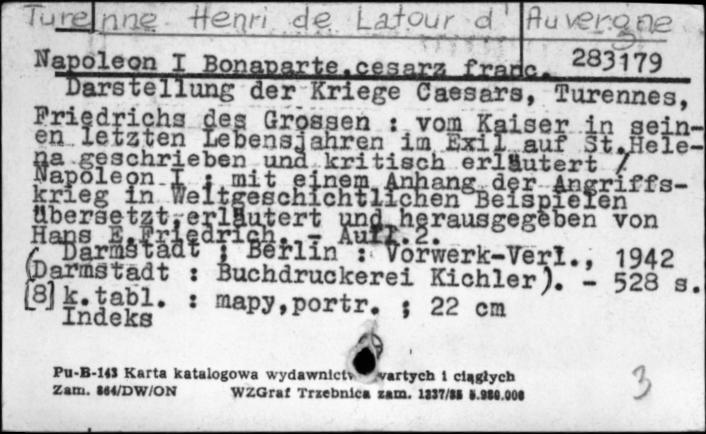 Turenne Henri de Latour d'Auvergne
Napoleon I Bonaparte,cesarz franc. 283179
Darstellung der Kriege Caesars, Turennes,
Friedrichs des Grossen : vom Kaiser in sein-
en letzten Lebensjahren im Exil auf St.Hele-
na geschrieben und kritisch erläutert /
Napoleon I ; mit einem Anhang der Angriffs-
krieg in Weltgeschichtlichen Beispielen
übersetzt,erläutert und herausgegeben von
Hans E.Friedrich. - Aufl.2.
Darmstadt ; Berlin : Vorwerk-Verl., 1942
(Darmstadt : Buchdruckerei Kichler). - 528 s.
[8] k.tabl. : mapy,portr. ; 22 cm
Indeks
Pu-B-143 Karta katalogowa wydawnictw zwartych i ciągłych
Zam. 864/DW/ON WZGraf Trzebnica zam. 1337/88 5.980.000
3